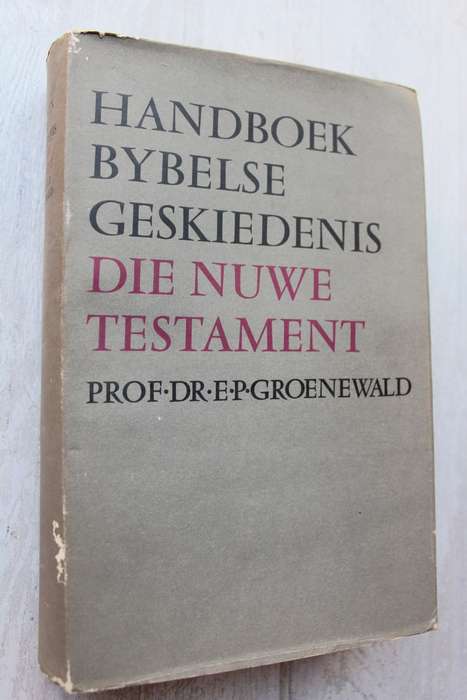 HANDBOEK
BYBELSE
GESKIEDENIS
DIE NUWE
TESTAMENT
PROF·DR·E·P·GROENEWALD